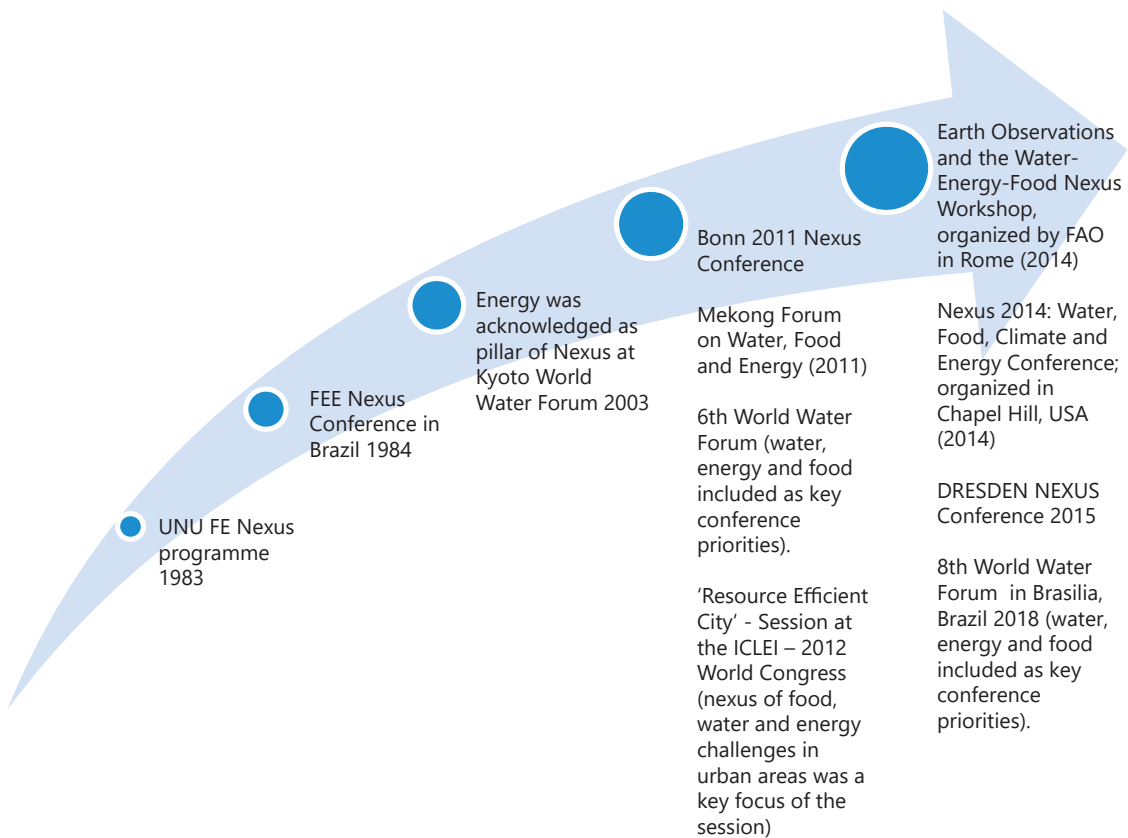 UNU FE Nexus
programme
1983
FEE Nexus
Conference in
Brazil 1984
Energy was
acknowledged as
pillar of Nexus at
Kyoto World
Water Forum 2003
Bonn 2011 Nexus
Conference
Mekong Forum
on Water, Food
and Energy (2011)
6th World Water
Forum (water,
energy and food
included as key
conference
priorities).
‘Resource Efficient
City‘ - Session at
the ICLEI – 2012
World Congress
(nexus of food,
water and energy
challenges in
urban areas was a
key focus of the
session)
Earth Observations
and the Water-
Energy-Food Nexus
Workshop,
organized by FAO
in Rome (2014)
Nexus 2014: Water,
Food, Climate and
Energy Conference;
organized in
Chapel Hill, USA
(2014)
DRESDEN NEXUS
Conference 2015
8th World Water
Forum  in Brasilia,
Brazil 2018 (water,
energy and food
included as key
conference
priorities).